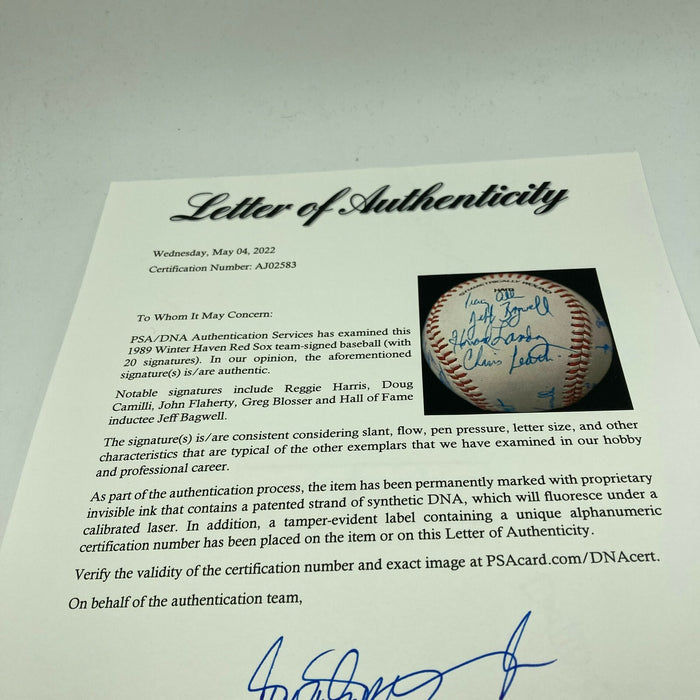 Letter of Authenticity
Wednesday, May 04, 2022
Certification Number: AJ02583
To Whom It May Concern:
PSA/DNA Authentication Services has examined this
1989 Winter Haven Red Sox team-signed baseball (with
20 signatures). In our opinion, the aforementioned
signature(s) is/are authentic.
Notable signatures include Reggie Harris, Doug
Camilli, John Flaherty, Greg Blosser and Hall of Fame
inductee Jeff Bagwell.
HARD
Jeff Bagwell
Howard Landry
Chris
The signature(s) is/are consistent considering slant, flow, pen pressure, letter size, and other
characteristics that are typical of the other exemplars that we have examined in our hobby
and professional career.
As part of the authentication process, the item has been permanently marked with proprietary
invisible ink that contains a patented strand of synthetic DNA, which will fluoresce under a
calibrated laser. In addition, a tamper-evident label containing a unique alphanumeric
certification number has been placed on the item or on this Letter of Authenticity.
Verify the validity of the certification number and exact image at PSAcard.com/DNAcert.
On behalf of the authentication team,